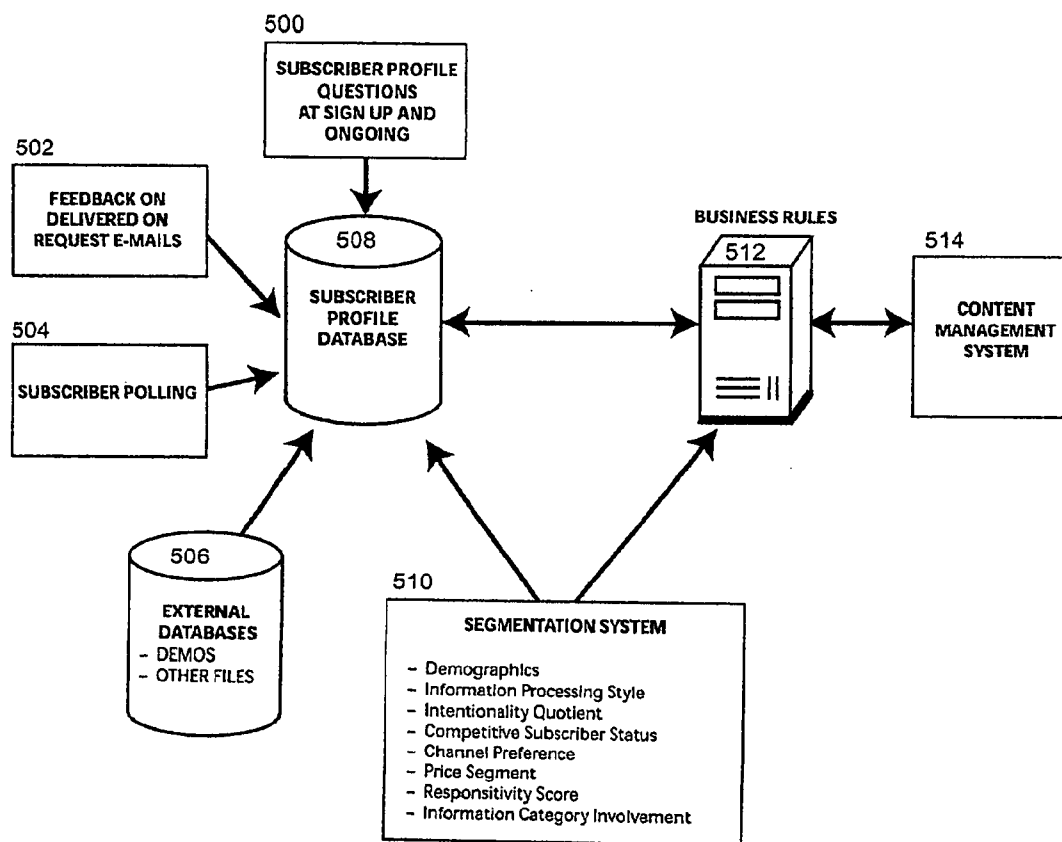 500
SUBSCRIBER PROFILE
QUESTIONS
AT SIGN UP AND
ONGOING
502
FEEDBACK ON
DELIVERED ON
REQUEST E-MAILS
504
SUBSCRIBER POLLING
508
SUBSCRIBER
PROFILE
DATABASE
BUSINESS RULES
512
514
CONTENT
MANAGEMENT
SYSTEM
506
EXTERNAL
DATABASES
– DEMOS
– OTHER FILES
510
SEGMENTATION SYSTEM
– Demographics
– Information Processing Style
– Intentionality Quotient
– Competitive Subscriber Status
– Channel Preference
– Price Segment
– Responsitivity Score
– Information Category Involvement